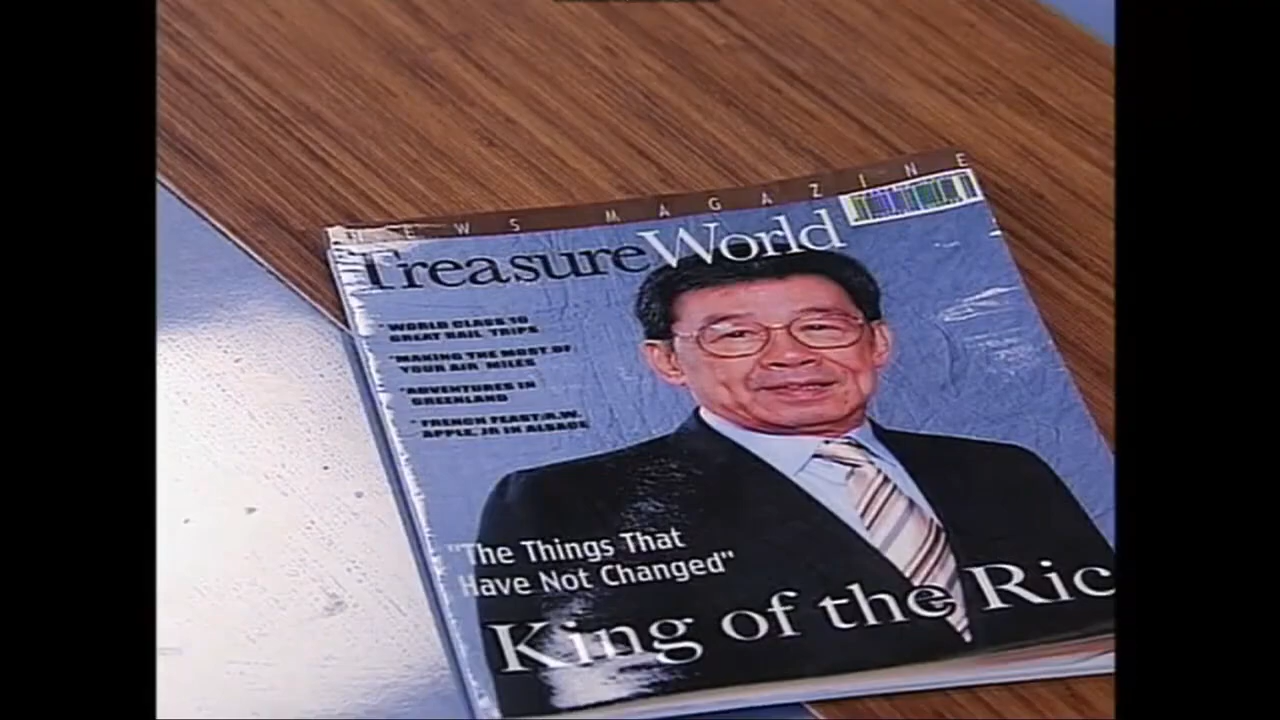 NEWS MAGAZINE
TreasureWorld
*WORLD CLASS 10
GREAT RAIL TRIPS
*MAKING THE MOST OF
YOUR AIR MILES
*ADVENTURES IN
GREENLAND
*FRENCH FEAST:R.W.
APPLE, JR IN ALSACE
"The Things That
Have Not Changed"
King of the Ric